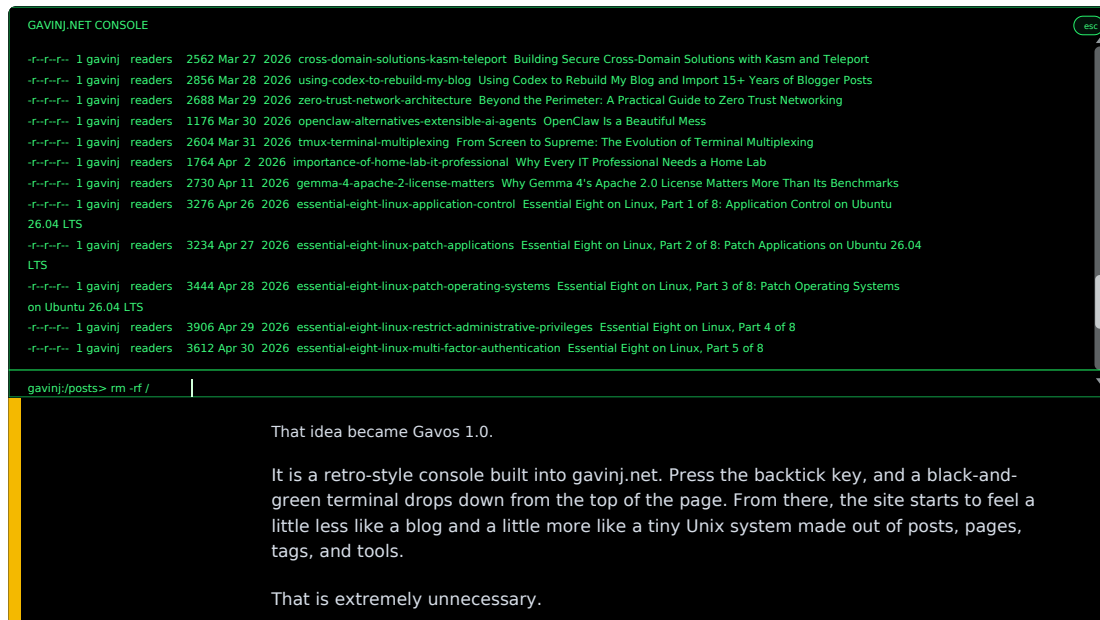 GAVINJ.NET CONSOLE
esc
-r--r--r-- 1 gavinj readers 2562 Mar 27 2026 cross-domain-solutions-kasm-teleport Building Secure Cross-Domain Solutions with Kasm and Teleport
-r--r--r-- 1 gavinj readers 2856 Mar 28 2026 using-codex-to-rebuild-my-blog Using Codex to Rebuild My Blog and Import 15+ Years of Blogger Posts
-r--r--r-- 1 gavinj readers 2688 Mar 29 2026 zero-trust-network-architecture Beyond the Perimeter: A Practical Guide to Zero Trust Networking
-r--r--r-- 1 gavinj readers 1176 Mar 30 2026 openclaw-alternatives-extensible-ai-agents OpenClaw Is a Beautiful Mess
-r--r--r-- 1 gavinj readers 2604 Mar 31 2026 tmux-terminal-multiplexing From Screen to Supreme: The Evolution of Terminal Multiplexing
-r--r--r-- 1 gavinj readers 1764 Apr 2 2026 importance-of-home-lab-it-professional Why Every IT Professional Needs a Home Lab
-r--r--r-- 1 gavinj readers 2730 Apr 11 2026 gemma-4-apache-2-license-matters Why Gemma 4's Apache 2.0 License Matters More Than Its Benchmarks
-r--r--r-- 1 gavinj readers 3276 Apr 26 2026 essential-eight-linux-application-control Essential Eight on Linux, Part 1 of 8: Application Control on Ubuntu
26.04 LTS
-r--r--r-- 1 gavinj readers 3234 Apr 27 2026 essential-eight-linux-patch-applications Essential Eight on Linux, Part 2 of 8: Patch Applications on Ubuntu 26.04
LTS
-r--r--r-- 1 gavinj readers 3444 Apr 28 2026 essential-eight-linux-patch-operating-systems Essential Eight on Linux, Part 3 of 8: Patch Operating Systems
on Ubuntu 26.04 LTS
-r--r--r-- 1 gavinj readers 3906 Apr 29 2026 essential-eight-linux-restrict-administrative-privileges Essential Eight on Linux, Part 4 of 8
-r--r--r-- 1 gavinj readers 3612 Apr 30 2026 essential-eight-linux-multi-factor-authentication Essential Eight on Linux, Part 5 of 8
gavinj:/posts> rm -rf /
That idea became Gavos 1.0.
It is a retro-style console built into gavinj.net. Press the backtick key, and a black-and-
green terminal drops down from the top of the page. From there, the site starts to feel a
little less like a blog and a little more like a tiny Unix system made out of posts, pages,
tags, and tools.
That is extremely unnecessary.